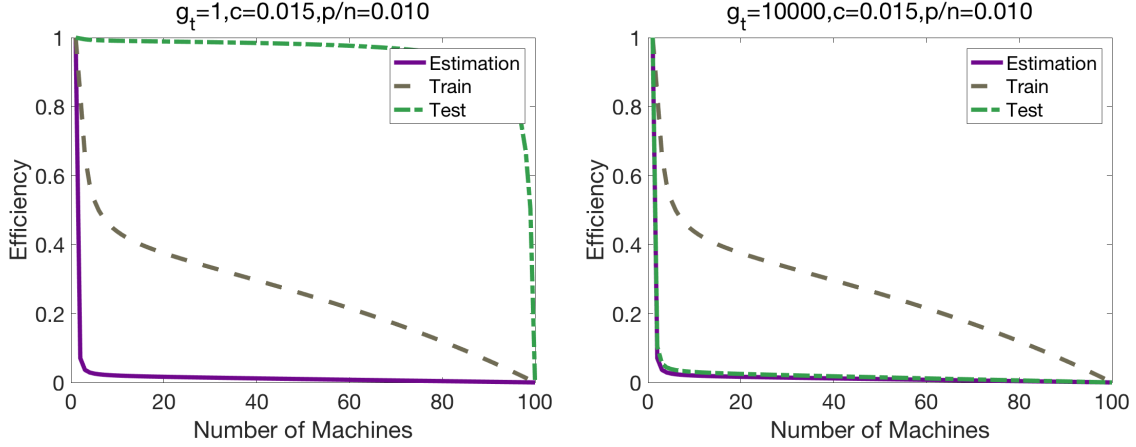 g_t=1,c=0.015,p/n=0.010
1
0.8
0.6
0.4
0.2
0
0 20 40 60 80 100
Efficiency
Number of Machines
Estimation
Train
Test
g_t=10000,c=0.015,p/n=0.010
1
0.8
0.6
0.4
0.2
0
0 20 40 60 80 100
Efficiency
Number of Machines
Estimation
Train
Test